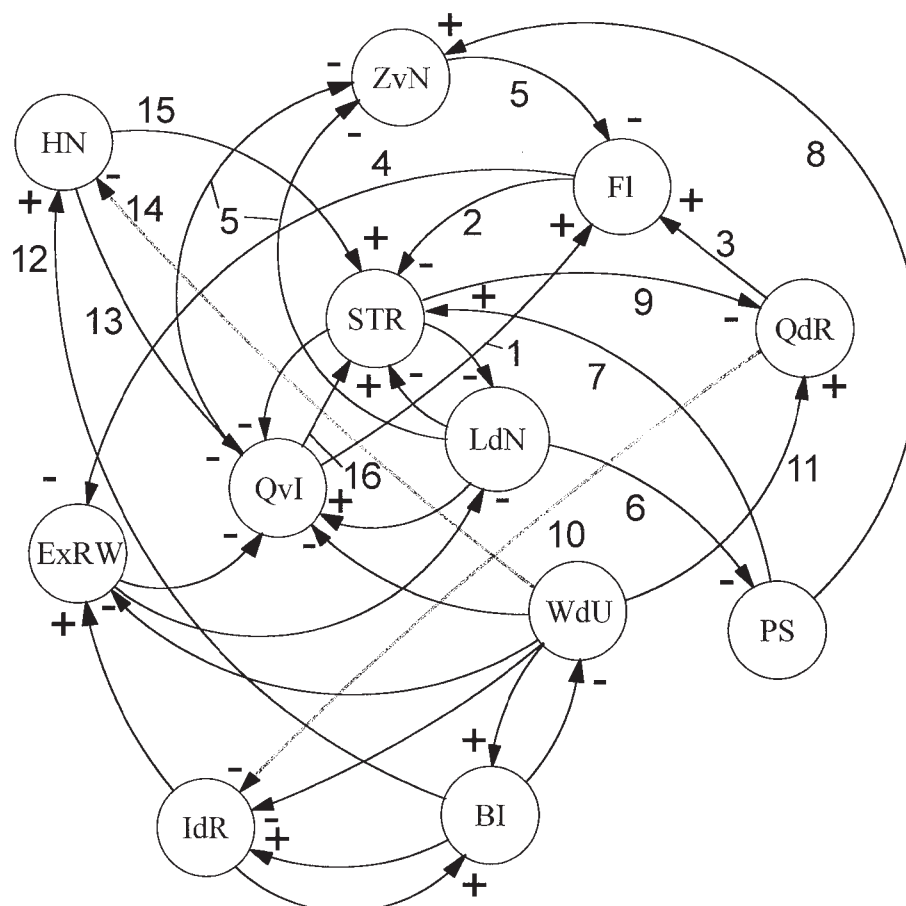 +
- ZvN
15 5 -
HN - 8
- 4 Fl
+ 14 5 2 + +
12 + - 3
STR + 9 - QdR
13 1
+ - - 7 +
- -
LdN
- QvI 16 11
+ - 6
ExRW - - 10
+ - WdU - PS
-
+
- BI
IdR -
+
+